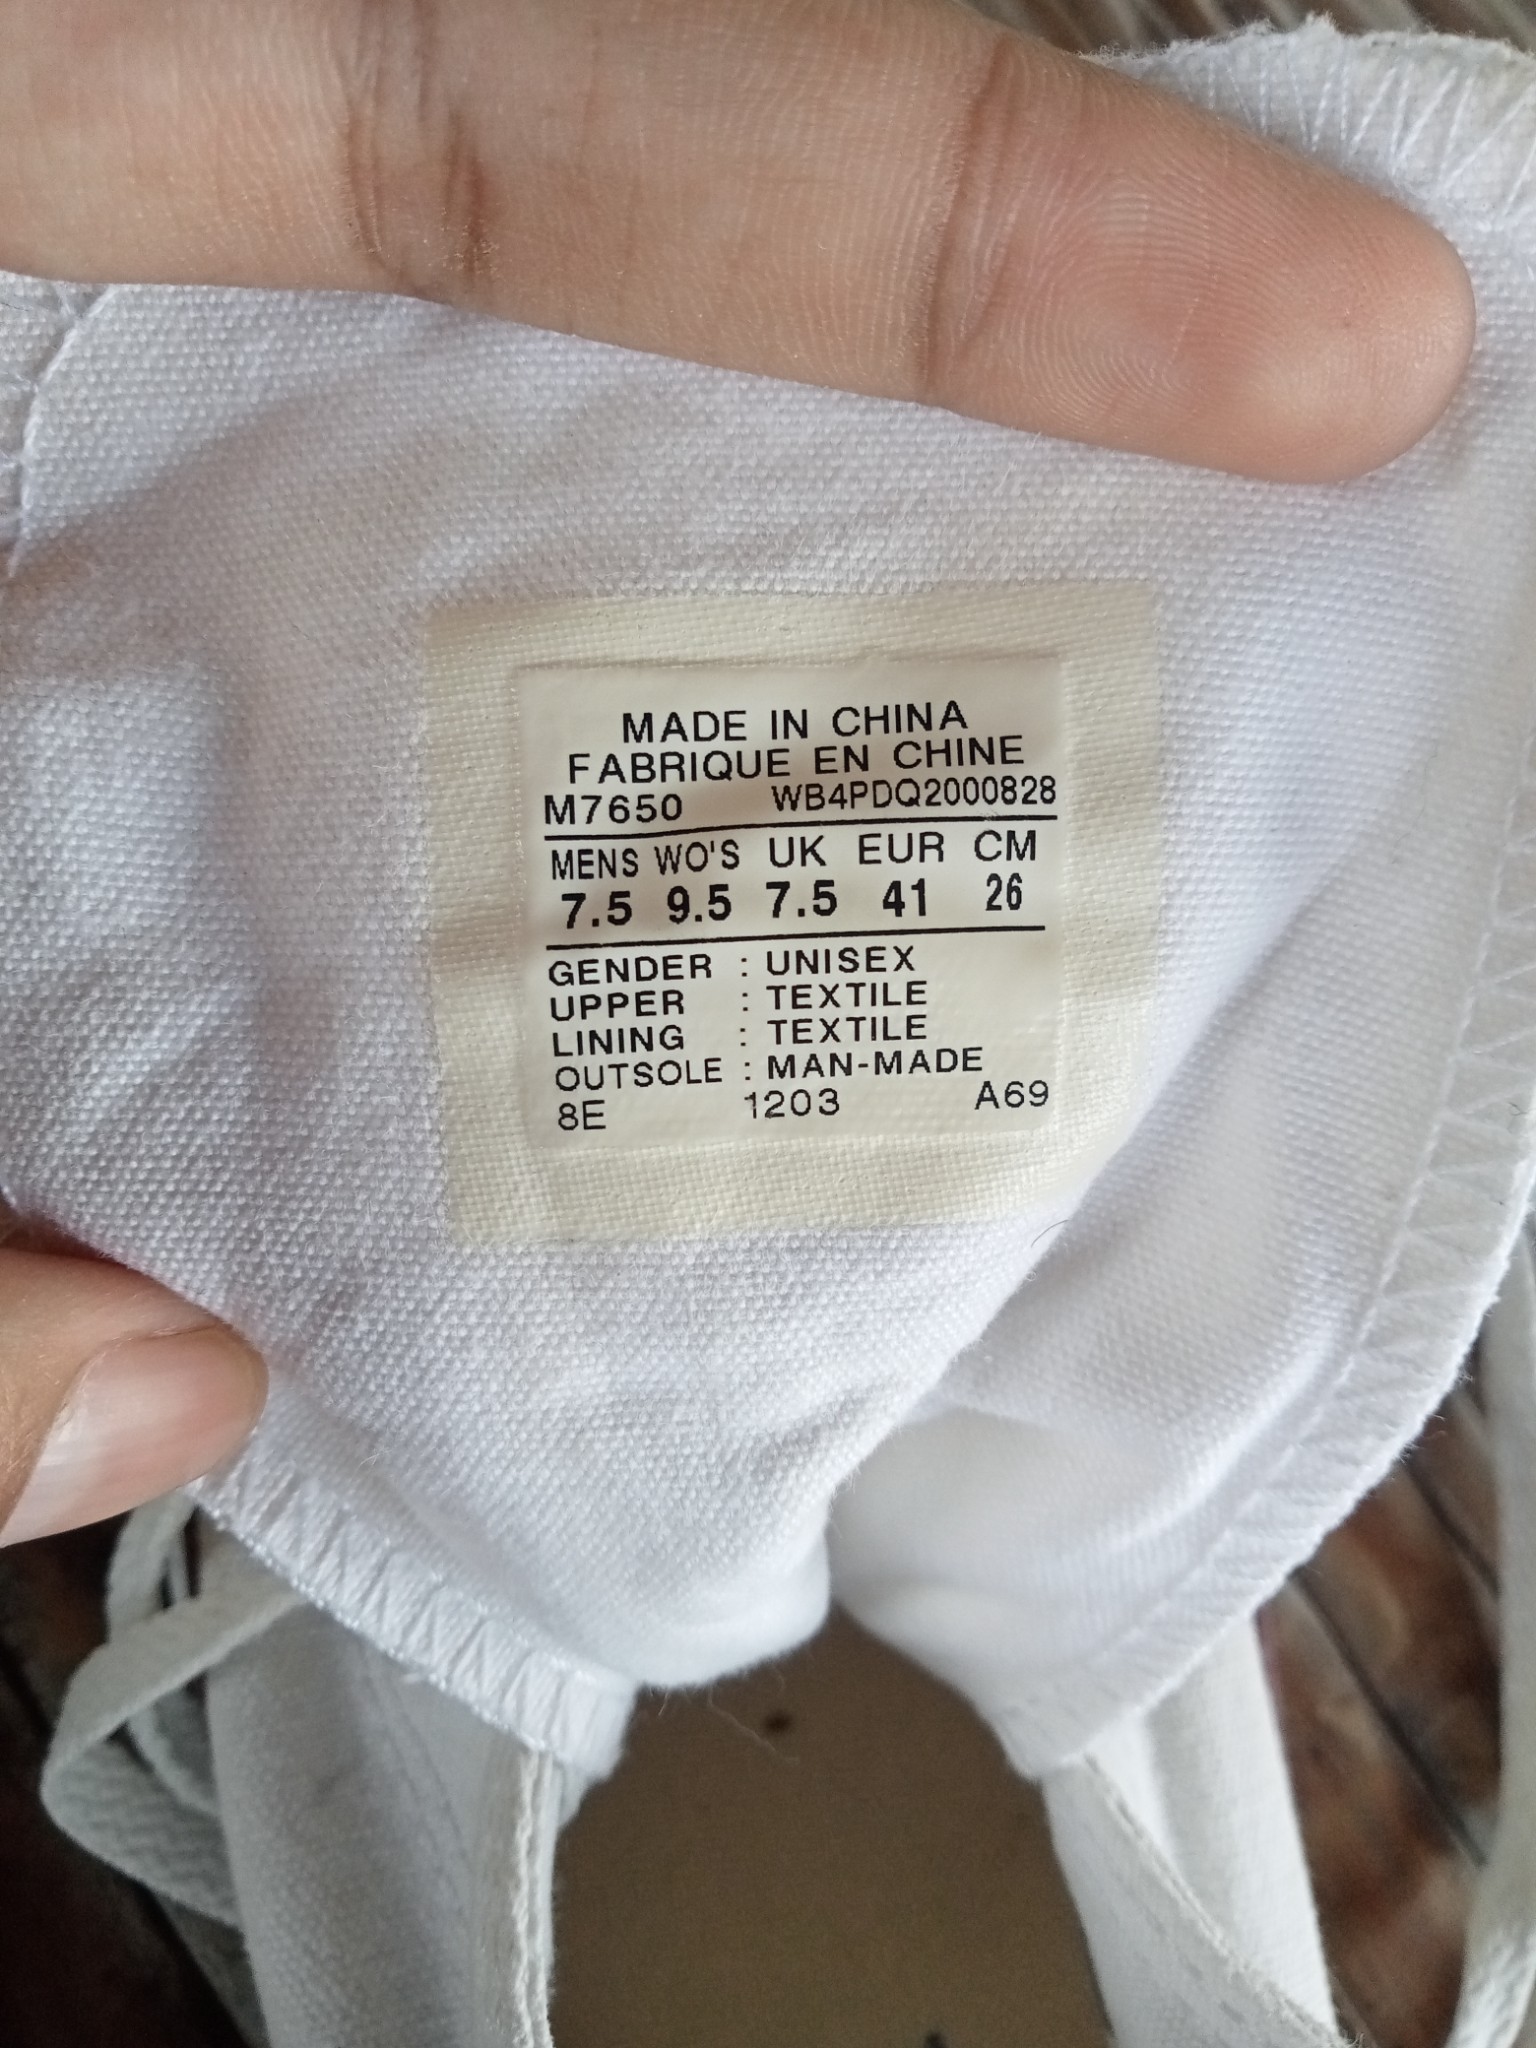 MADE IN CHINA
FABRIQUE EN CHINE
M7650 WB4PDQ2000828
MENS WO'S UK EUR CM
7.5 9.5 7.5 41 26
GENDER : UNISEX
UPPER : TEXTILE
LINING : TEXTILE
OUTSOLE : MAN-MADE
8E 1203 A69